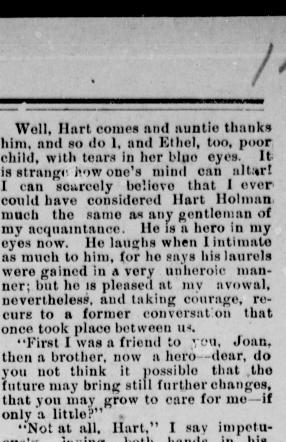 Well, Hart comes and auntie thanks
him, and so do I, and Ethel, too, poor
child, with tears in her blue eyes. It
is strange how one's mind can altar!
I can scarcely believe that I ever
could have considered Hart Holman
much the same as any gentleman of
my acquaintance. He is a hero in my
eyes now. He laughs when I intimate
as much to him, for he says his laurels
were gained in a very unheroic man-
ner; but he is pleased at my avowal,
nevertheless, and taking courage, re-
curs to a former conversation that
once took place between us.
"First I was a friend to you, Joan,
then a brother, now a hero—dear, do
you not think it possible that the
future may bring still further changes,
that you may grow to care for me—if
only a little?"
"Not at all, Hart," I say impetu-
both hands in his